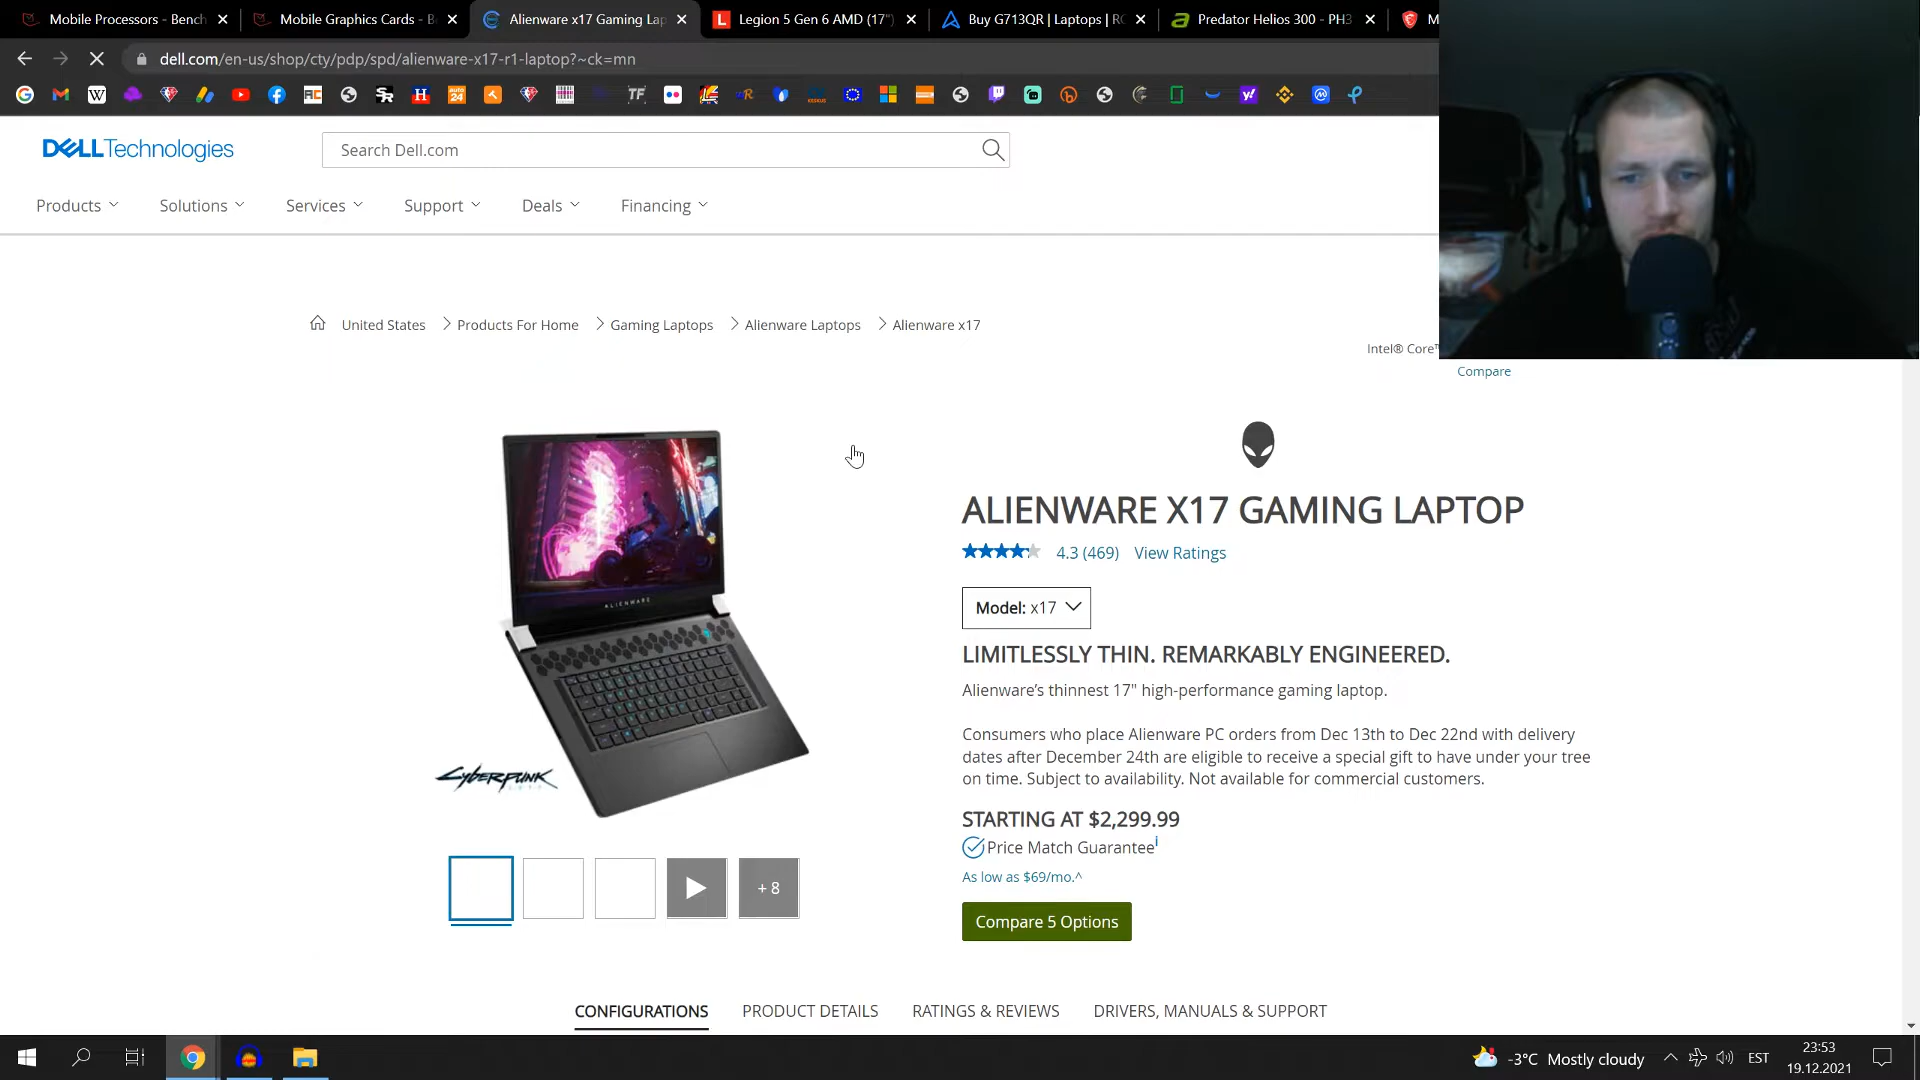 Mobile Processors - Bench
Mobile Graphics Cards - B
Alienware x17 Gaming Lap
Legion 5 Gen 6 AMD (17")
Buy G713QR | Laptops | RO
Predator Helios 300 - PH3
M
dell.com/en-us/shop/cty/pdp/spd/alienware-x17-r1-laptop?~ck=mn
DELLTechnologies
Search Dell.com
Products
Solutions
Services
Support
Deals
Financing
United States
Products For Home
Gaming Laptops
Alienware Laptops
Alienware x17
Intel® Core™
Compare
ALIENWARE
CYBERPUNK
ALIENWARE X17 GAMING LAPTOP
4.3 (469) View Ratings
Model: x17
LIMITLESSLY THIN. REMARKABLY ENGINEERED.
Alienware’s thinnest 17" high-performance gaming laptop.
Consumers who place Alienware PC orders from Dec 13th to Dec 22nd with delivery
dates after December 24th are eligible to receive a special gift to have under your tree
on time. Subject to availability. Not available for commercial customers.
STARTING AT $2,299.99
Price Match Guarantee i
As low as $69/mo.^
Compare 5 Options
+ 8
CONFIGURATIONS
PRODUCT DETAILS
RATINGS & REVIEWS
DRIVERS, MANUALS & SUPPORT
-3°C Mostly cloudy
EST
23:53
19.12.2021